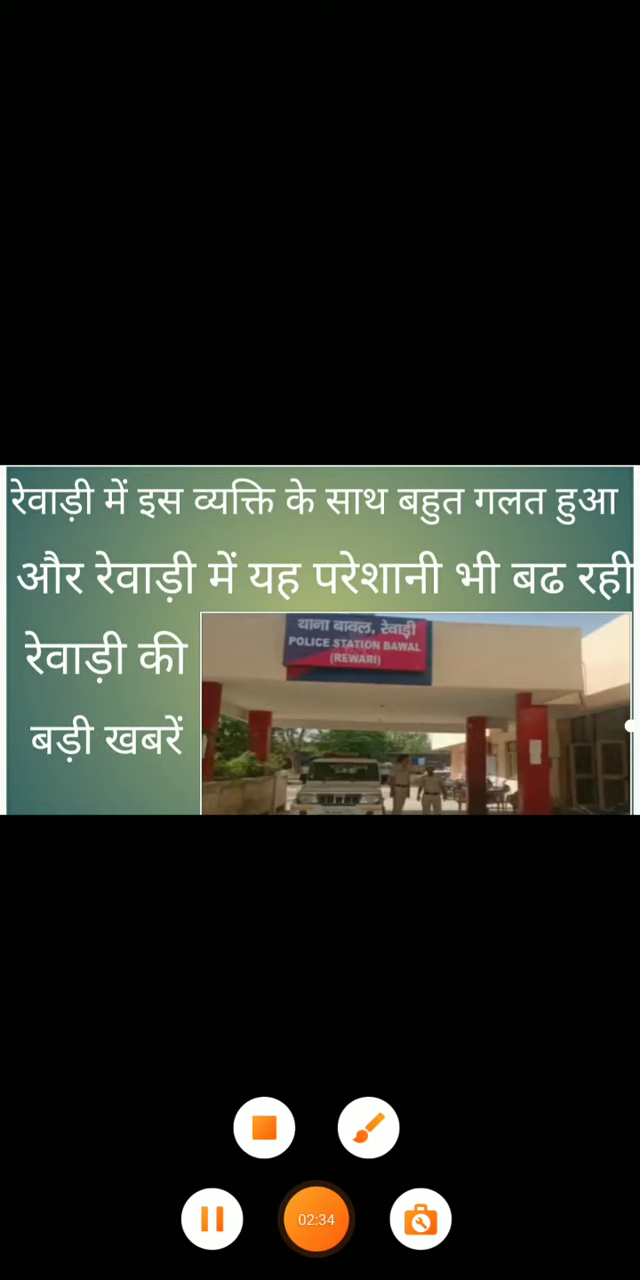 रेवाड़ी में इस व्यक्ति के साथ बहुत गलत हुआ
और रेवाड़ी में यह परेशानी भी बढ रही
रेवाड़ी की
बड़ी खबरें
थाना बावल, रेवाड़ी
POLICE STATION BAWAL
(REWARI)
02:34